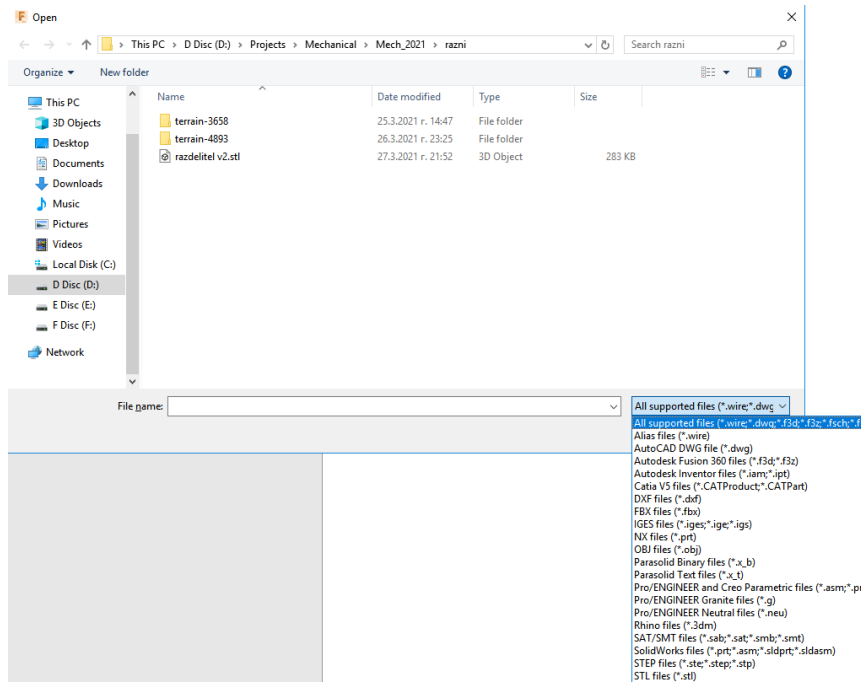 Open
This PC > D Disc (D:) > Projects > Mechanical > Mech_2021 > razni
Search razni
Organize
New folder
Name
Date modified
Type
Size
This PC
3D Objects
Desktop
Documents
Downloads
Music
Pictures
Videos
Local Disk (C:)
D Disc (D:)
E Disc (E:)
F Disc (F:)
Network
terrain-3658 25.3.2021 г. 14:47 File folder
terrain-4893 26.3.2021 г. 23:25 File folder
razdelitel v2.stl 27.3.2021 г. 21:52 3D Object 283 KB
File name:
All supported files (*.wire;*.dwg
All supported files (*.wire;*.dwg;*.f3d;*.f3z;*.fsch;*.f
Alias files (*.wire)
AutoCAD DWG file (*.dwg)
Autodesk Fusion 360 files (*.f3d;*.f3z)
Autodesk Inventor files (*.iam;*.ipt)
Catia V5 files (*.CATProduct;*.CATPart)
DXF files (*.dxf)
FBX files (*.fbx)
IGES files (*.iges;*.ige;*.igs)
NX files (*.prt)
OBJ files (*.obj)
Parasolid Binary files (*.x_b)
Parasolid Text files (*.x_t)
Pro/ENGINEER and Creo Parametric files (*.asm;*.pr
Pro/ENGINEER Granite files (*.g)
Pro/ENGINEER Neutral files (*.neu)
Rhino files (*.3dm)
SAT/SMT files (*.sab;*.sat;*.smb;*.smt)
SolidWorks files (*.prt;*.asm;*.sldprt;*.sldasm)
STEP files (*.ste;*.step;*.stp)
STL files (*.stl)